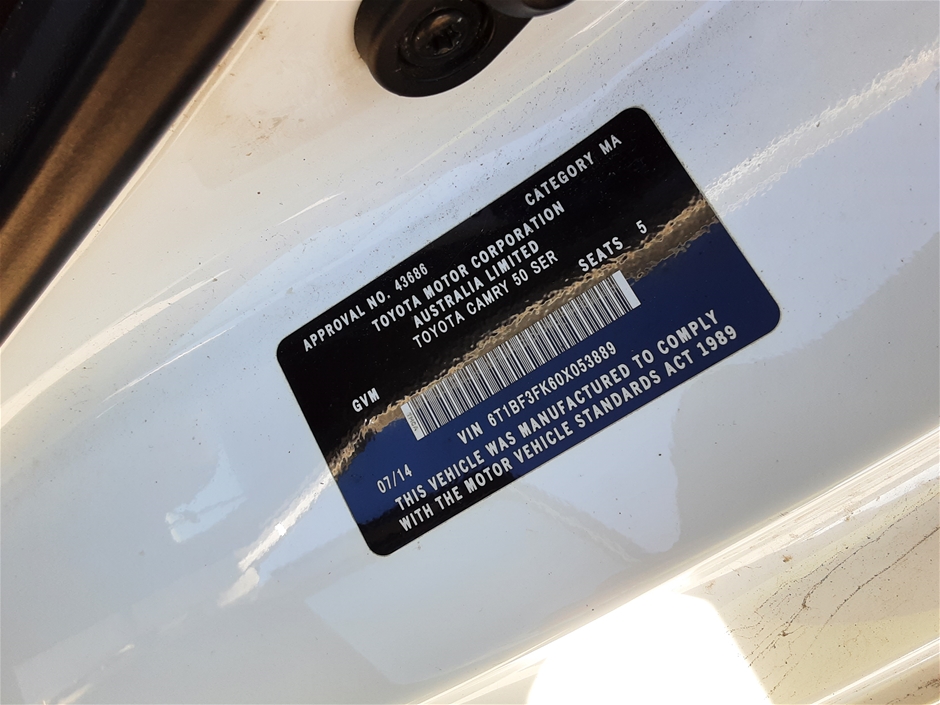 APPROVAL NO. 43686 CATEGORY MA
TOYOTA MOTOR CORPORATION
AUSTRALIA LIMITED
TOYOTA CAMRY 50 SER
GVM SEATS 5
VIN 6T1BF3FK60X053889
07/14
THIS VEHICLE WAS MANUFACTURED TO COMPLY
WITH THE MOTOR VEHICLE STANDARDS ACT 1989